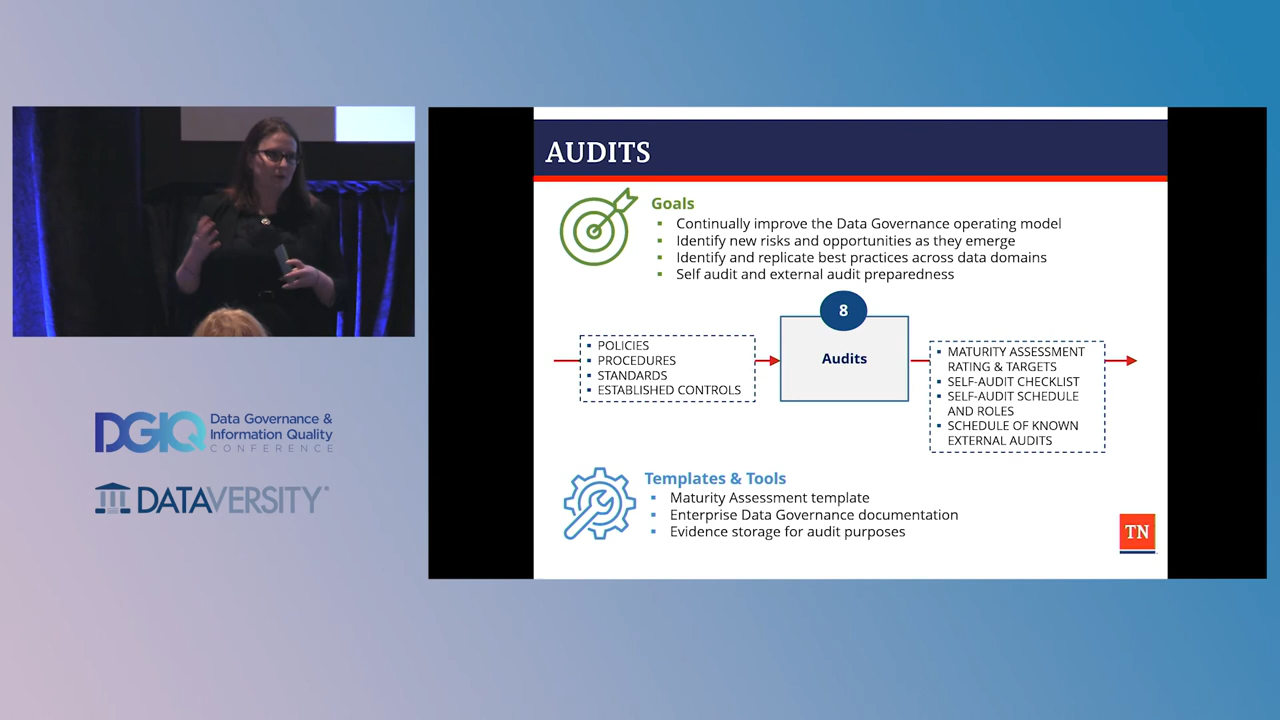 AUDITS
Goals
▪ Continually improve the Data Governance operating model
▪ Identify new risks and opportunities as they emerge
▪ Identify and replicate best practices across data domains
▪ Self audit and external audit preparedness
8
▪ POLICIES
▪ PROCEDURES
▪ STANDARDS
▪ ESTABLISHED CONTROLS
Audits
▪ MATURITY ASSESSMENT
RATING & TARGETS
▪ SELF-AUDIT CHECKLIST
▪ SELF-AUDIT SCHEDULE
AND ROLES
▪ SCHEDULE OF KNOWN
EXTERNAL AUDITS
Templates & Tools
▪ Maturity Assessment template
▪ Enterprise Data Governance documentation
▪ Evidence storage for audit purposes
TN
DGIQ
Data Governance &
Information Quality
CONFERENCE
DATAVERSITY